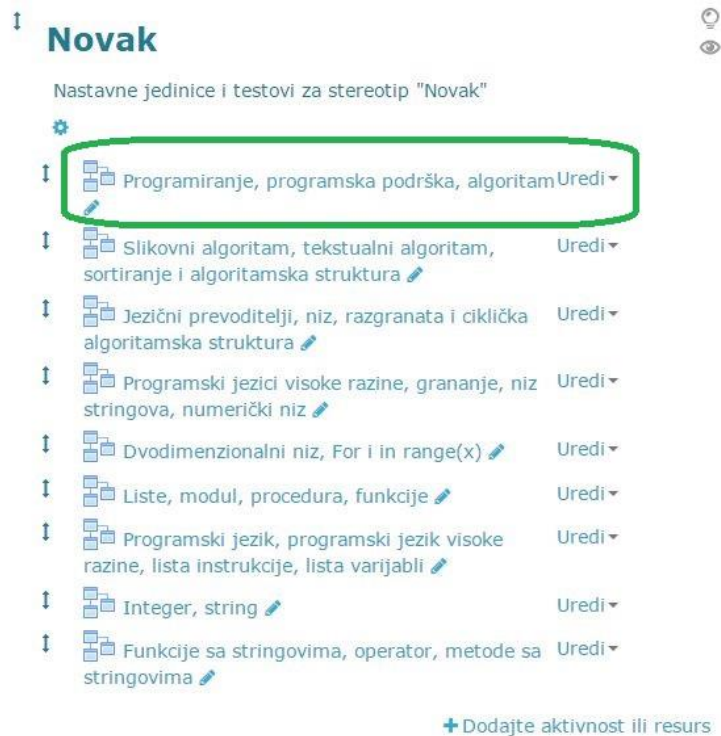 Novak
Nastavne jedinice i testovi za stereotip "Novak"
Programiranje, programska podrška, algoritam Uredi
Slikovni algoritam, tekstualni algoritam, Uredi
sortiranje i algoritamska struktura
Jezični prevoditelji, niz, razgranata i ciklička Uredi
algoritamska struktura
Programski jezici visoke razine, grananje, niz Uredi
stringova, numerički niz
Dvodimenzionalni niz, For i in range(x) Uredi
Liste, modul, procedura, funkcije Uredi
Programski jezik, programski jezik visoke Uredi
razine, lista instrukcije, lista varijabli
Integer, string Uredi
Funkcije sa stringovima, operator, metode sa Uredi
stringovima
+ Dodajte aktivnost ili resurs